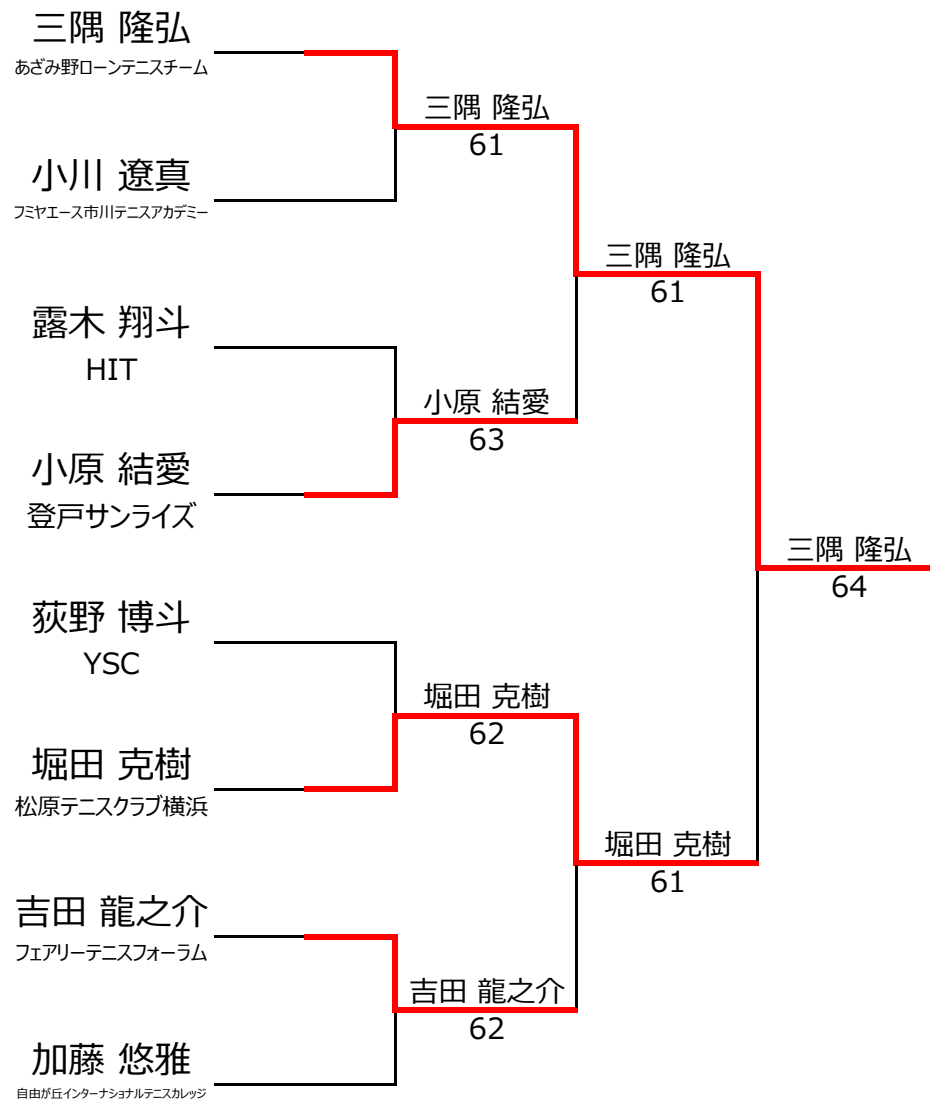 三隅 隆弘
あざみ野ローンテニスチーム
三隅 隆弘
61
小川 遼真
フミヤエース市川テニスアカデミー
三隅 隆弘
61
露木 翔斗
HIT
小原 結愛
63
小原 結愛
登戸サンライズ
三隅 隆弘
64
荻野 博斗
YSC
堀田 克樹
62
堀田 克樹
松原テニスクラブ横浜
堀田 克樹
61
吉田 龍之介
フェアリーテニスフォーラム
吉田 龍之介
62
加藤 悠雅
自由が丘インターナショナルテニスカレッジ